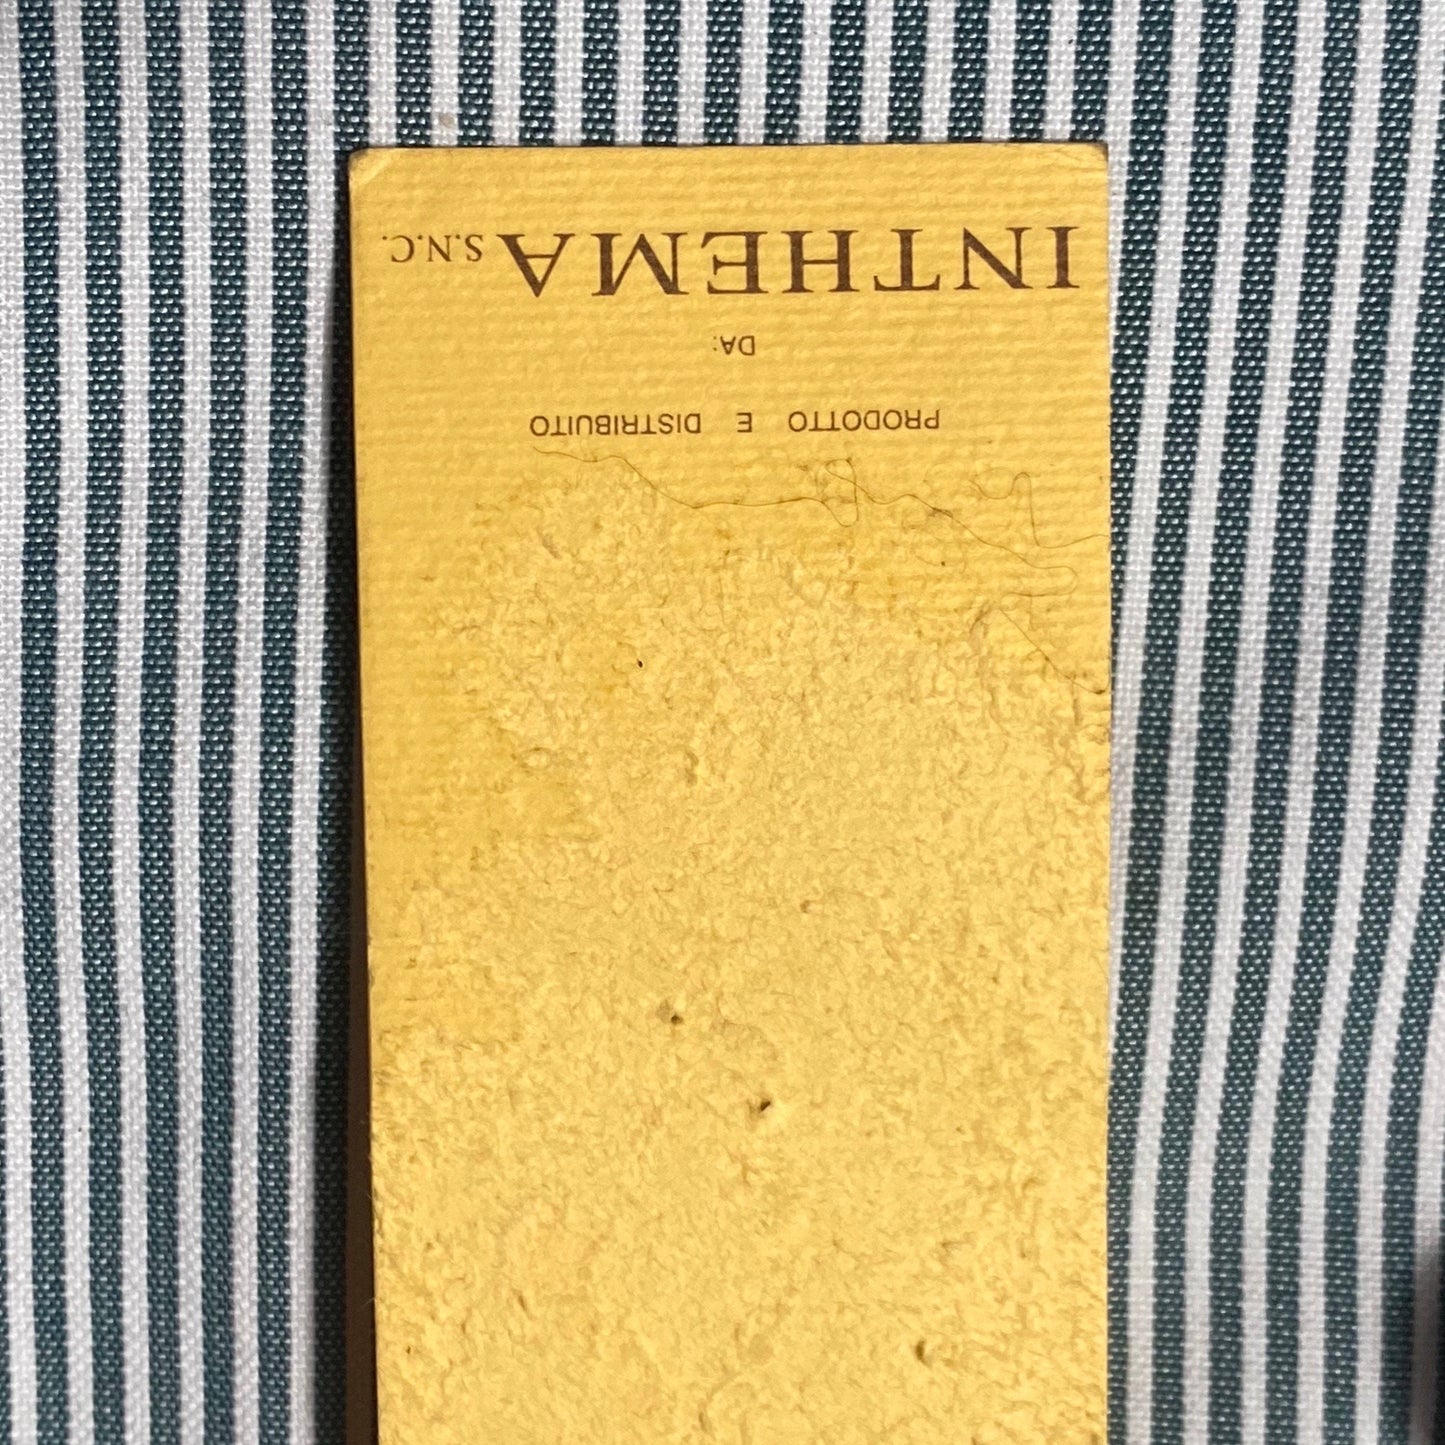 PRODOTTO E DISTRIBUITO
DA:
INTHEMA S.N.C.